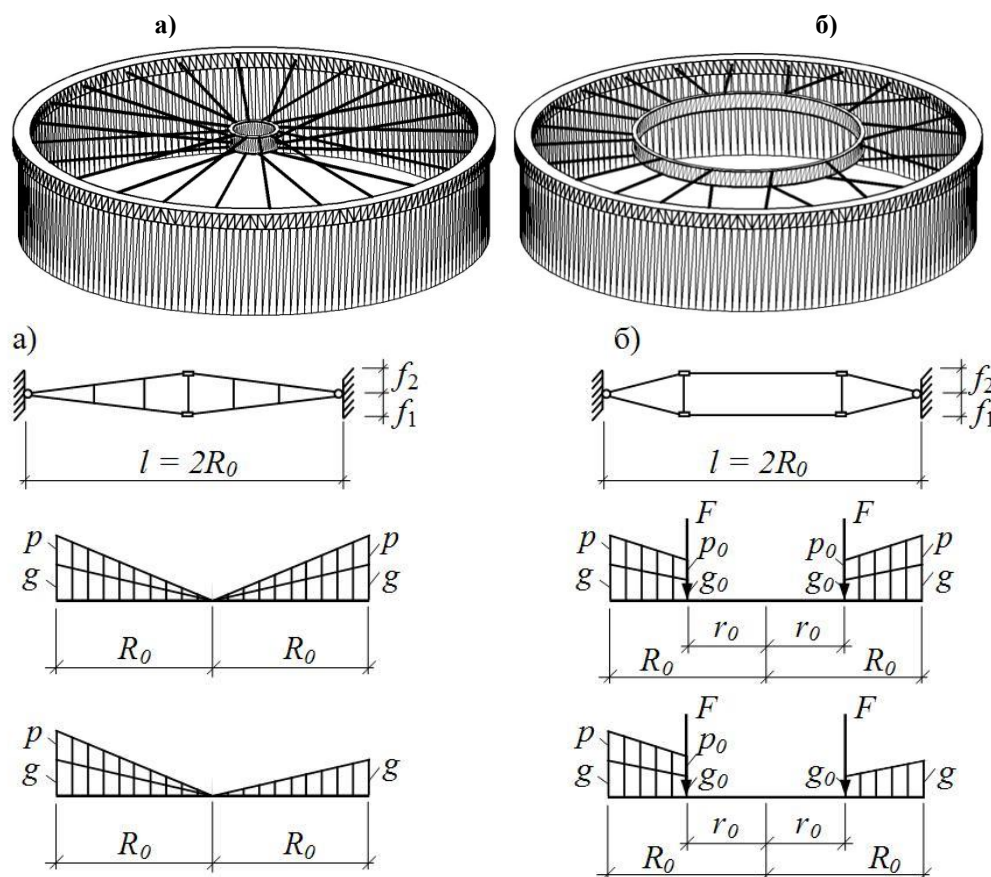 а) б)
а) б)
f2 f2
f1 f1
l = 2R0 l = 2R0
F F
p p p p0 p0 p
g g g g0 g0 g
r0 r0
R0 R0 R0 R0
F F
p p p0
g g g g0 g0 g
r0 r0
R0 R0 R0 R0